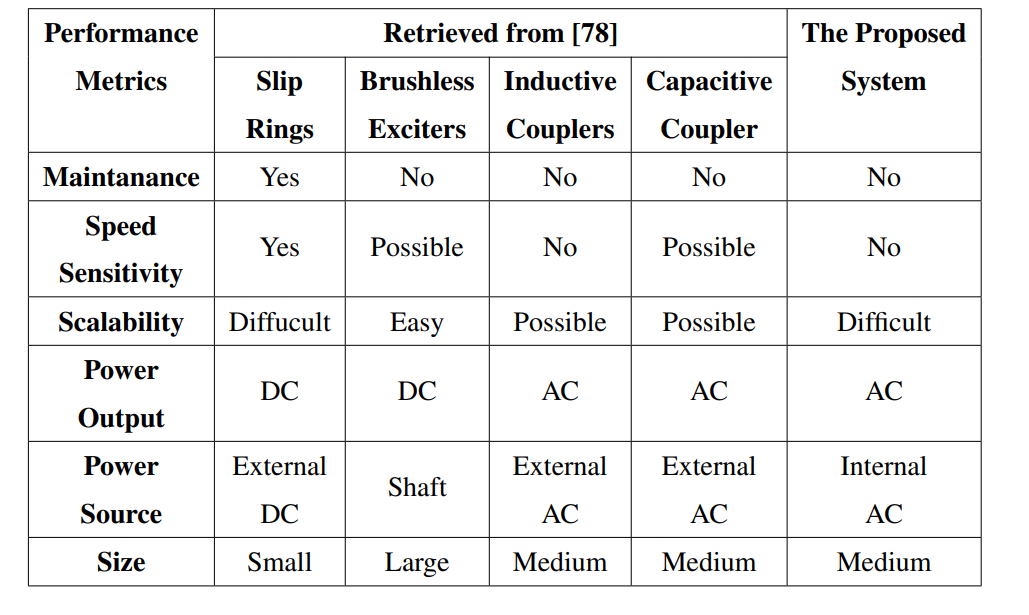 Performance Metrics | Retrieved from [78] | The Proposed System
Slip Rings | Brushless Exciters | Inductive Couplers | Capacitive Coupler
Maintanance | Yes | No | No | No | No
Speed Sensitivity | Yes | Possible | No | Possible | No
Scalability | Diffucult | Easy | Possible | Possible | Difficult
Power Output | DC | DC | AC | AC | AC
Power Source | External DC | Shaft | External AC | External AC | Internal AC
Size | Small | Large | Medium | Medium | Medium